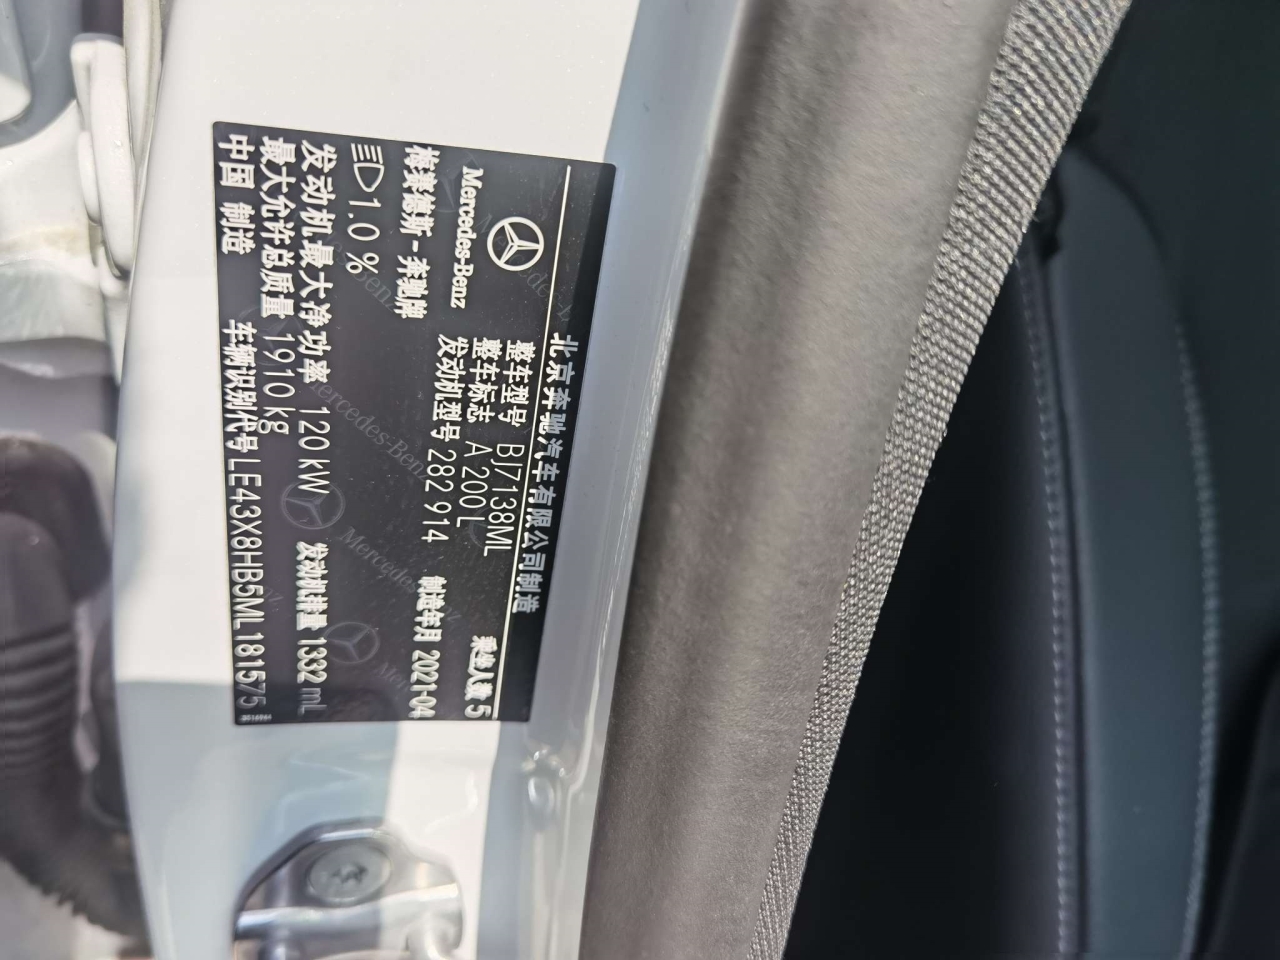 北京奔驰汽车有限公司制造
Mercedes-Benz
整车型号 BJ7138ML
整车标志 A 200 L
乘坐人数 5
梅赛德斯-奔驰牌
发动机型号 282 914
制造年月 2021-04
1.0 %
发动机最大净功率 120 kW 发动机排量 1332 mL
最大允许总质量 1910 kg
中国 制造 车辆识别代号 LE43X8HB5ML181575